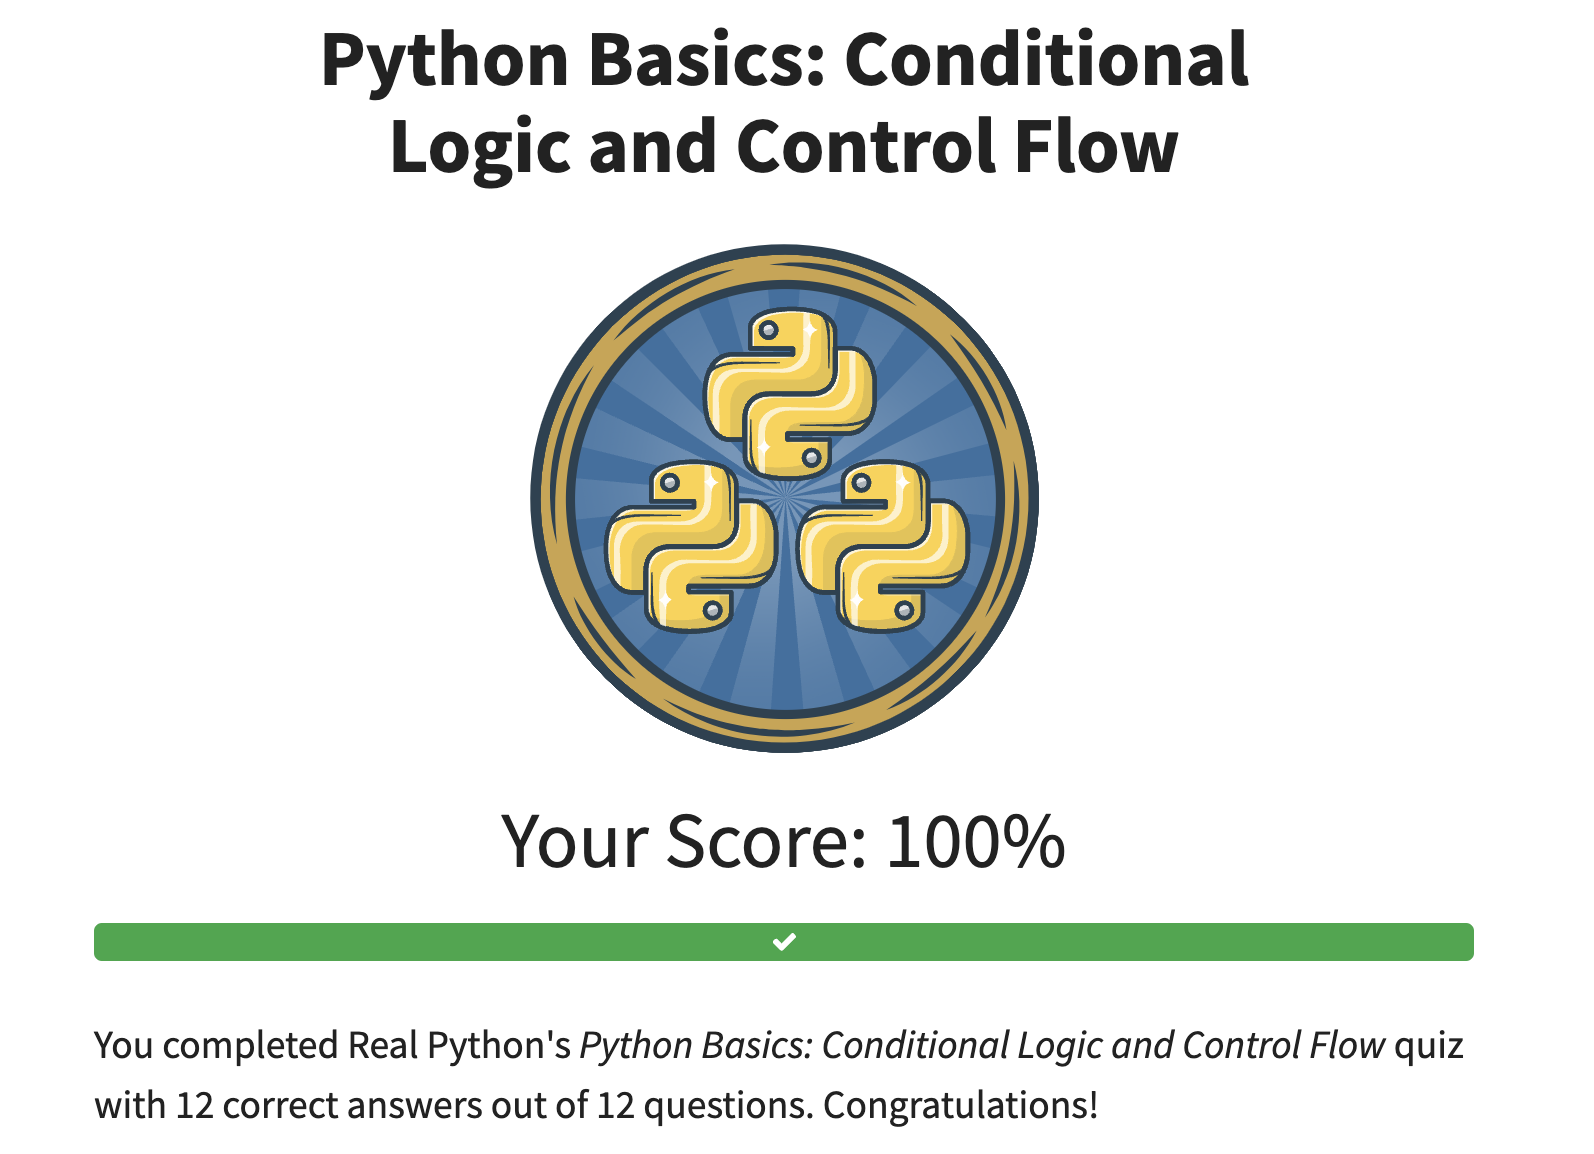 Python Basics: Conditional
Logic and Control Flow
Your Score: 100%
You completed Real Python's Python Basics: Conditional Logic and Control Flow quiz
with 12 correct answers out of 12 questions. Congratulations!